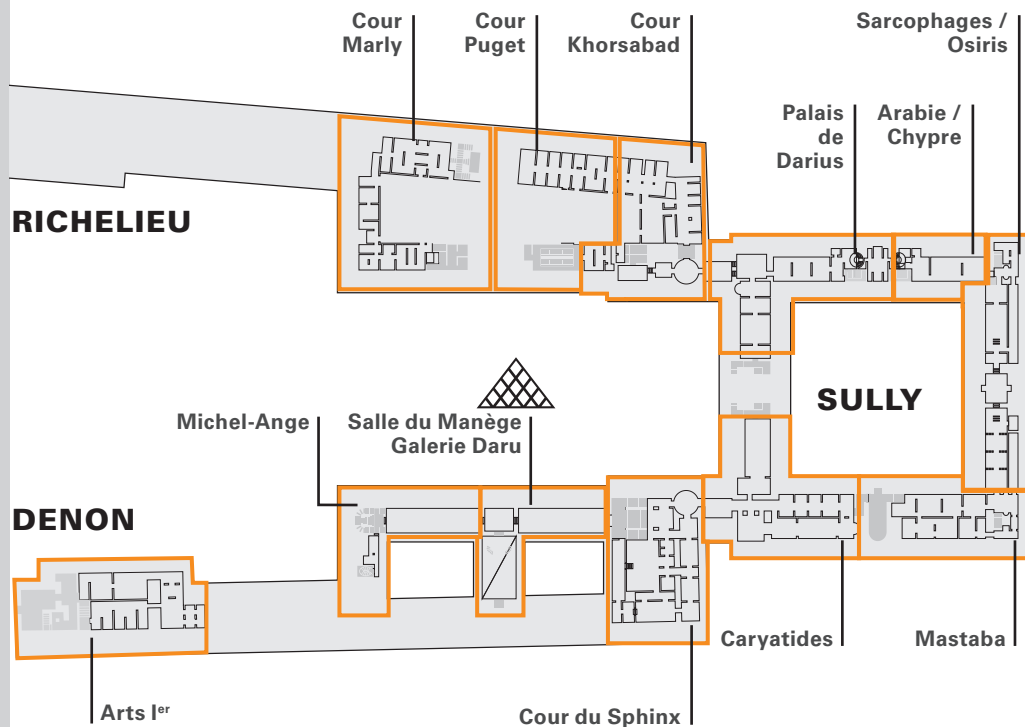 Cour
Marly
Cour
Puget
Cour
Khorsabad
Sarcophages /
Osiris
Palais
de
Darius
Arabie /
Chypre
RICHELIEU
SULLY
Michel-Ange
Salle du Manège
Galerie Daru
DENON
Caryatides
Mastaba
Arts Ier
Cour du Sphinx